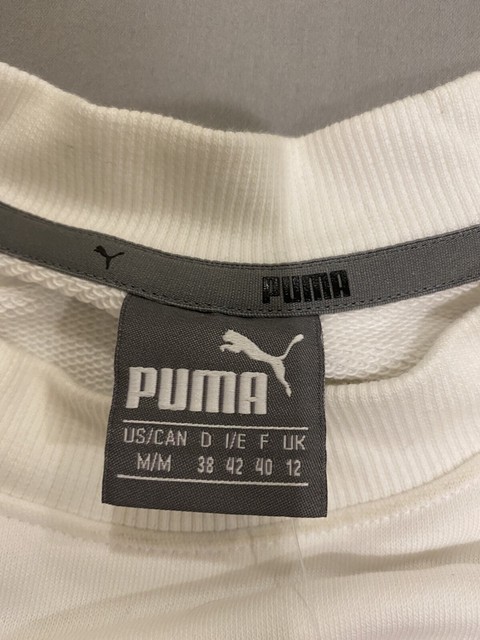 PUMA
PUMA
US/CAN D I/E F UK
M/M 38 42 40 12